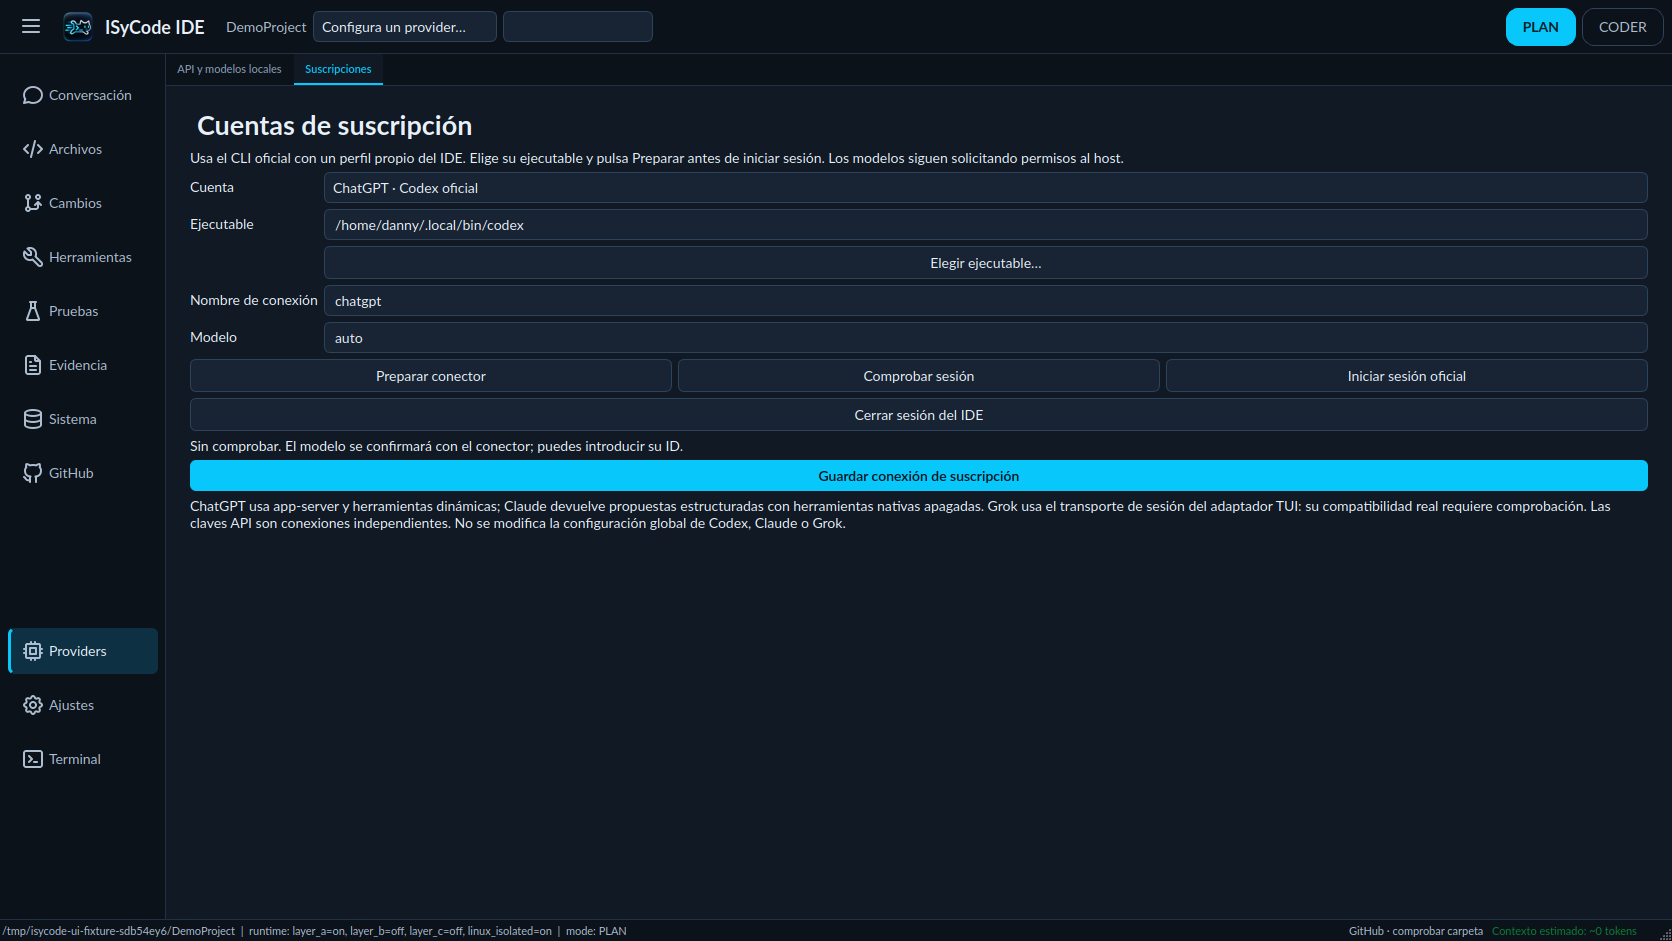 ISyCode IDE
DemoProject
Configura un provider...
PLAN
CODER
API y modelos locales
Suscripciones
Conversación
Archivos
Cambios
Herramientas
Pruebas
Evidencia
Sistema
GitHub
Providers
Ajustes
Terminal
Cuentas de suscripción
Usa el CLI oficial con un perfil propio del IDE. Elige su ejecutable y pulsa Preparar antes de iniciar sesión. Los modelos siguen solicitando permisos al host.
Cuenta
ChatGPT · Codex oficial
Ejecutable
/home/danny/.local/bin/codex
Elegir ejecutable...
Nombre de conexión
chatgpt
Modelo
auto
Preparar conector
Comprobar sesión
Iniciar sesión oficial
Cerrar sesión del IDE
Sin comprobar. El modelo se confirmará con el conector; puedes introducir su ID.
Guardar conexión de suscripción
ChatGPT usa app-server y herramientas dinámicas; Claude devuelve propuestas estructuradas con herramientas nativas apagadas. Grok usa el transporte de sesión del adaptador TUI: su compatibilidad real requiere comprobación. Las
claves API son conexiones independientes. No se modifica la configuración global de Codex, Claude o Grok.
/tmp/isycode-ui-fixture-sdb54ey6/DemoProject | runtime: layer_a=on, layer_b=off, layer_c=off, linux_isolated=on | mode: PLAN
GitHub · comprobar carpeta
Contexto estimado: ~0 tokens